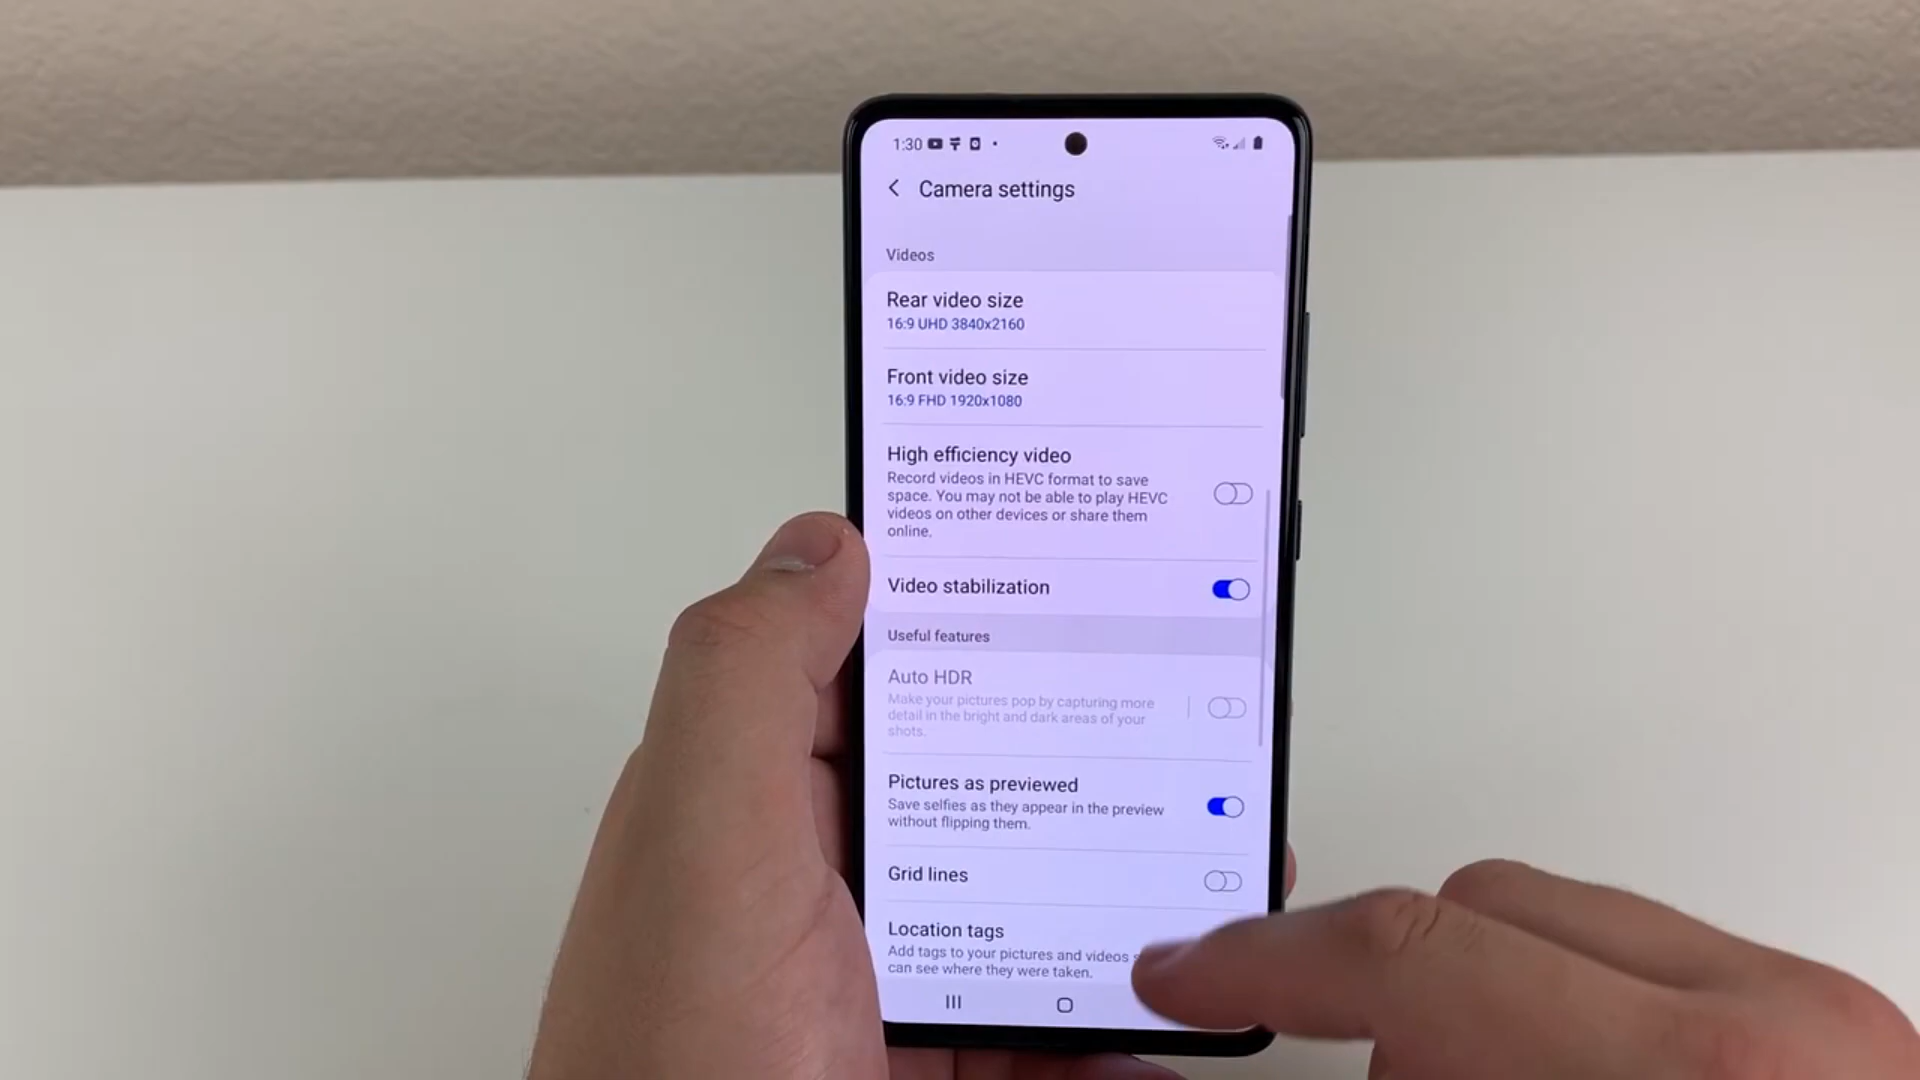 1:30
Camera settings
Videos
Rear video size
16:9 UHD 3840x2160
Front video size
16:9 FHD 1920x1080
High efficiency video
Record videos in HEVC format to save
space. You may not be able to play HEVC
videos on other devices or share them
online.
Video stabilization
Useful features
Auto HDR
Make your pictures pop by capturing more
detail in the bright and dark areas of your
shots.
Pictures as previewed
Save selfies as they appear in the preview
without flipping them.
Grid lines
Location tags
Add tags to your pictures and videos
can see where they were taken.